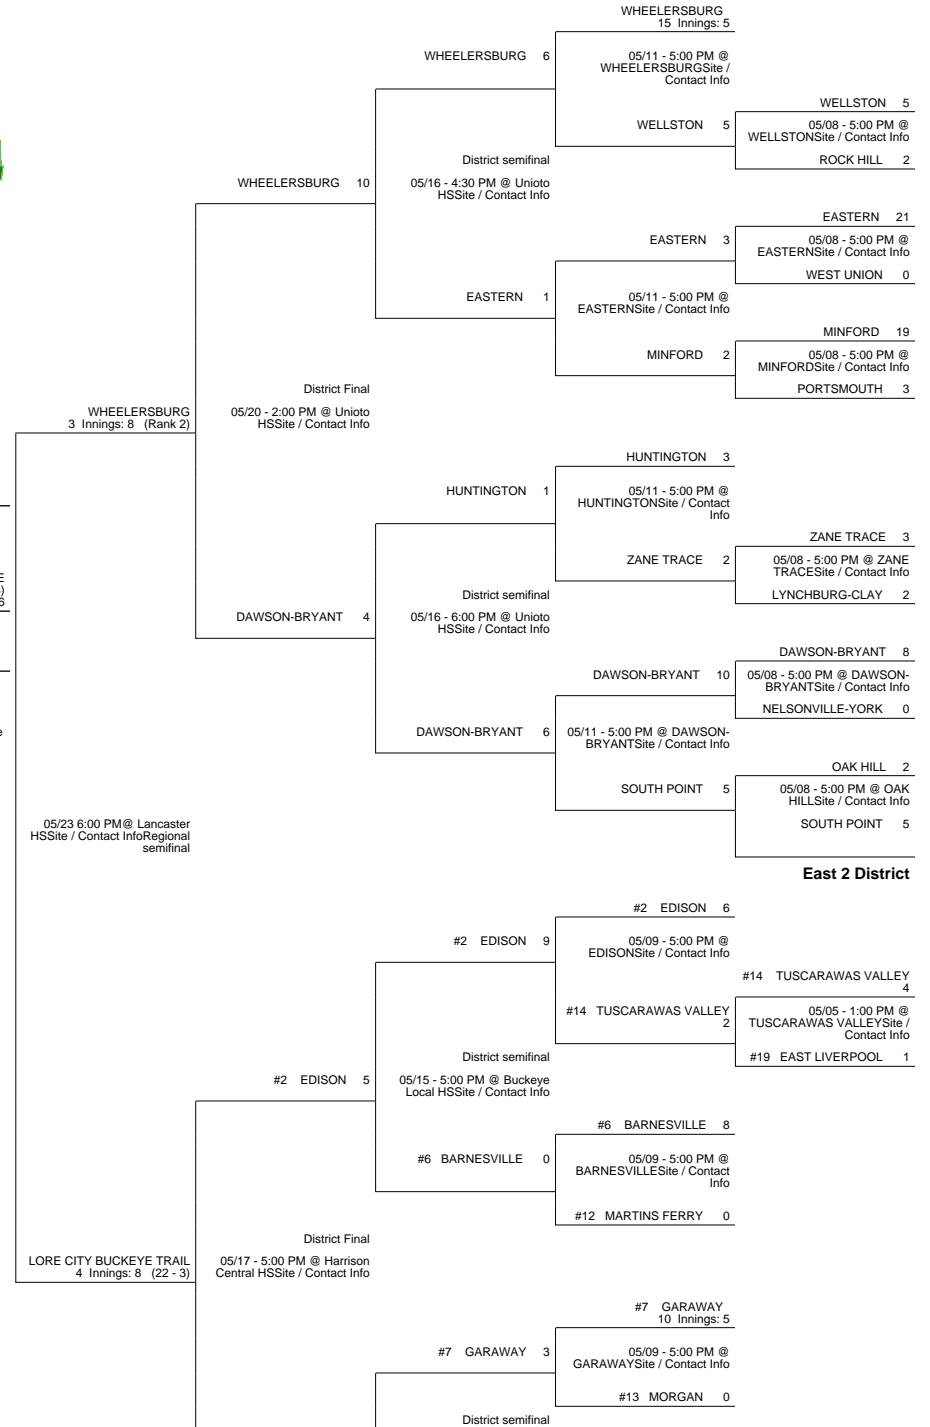 WHEELERSBURG
15 Innings: 5
WHEELERSBURG 6
05/11 - 5:00 PM @
WHEELERSBURGSite /
Contact Info
WELLSTON 5
WELLSTON 5
05/08 - 5:00 PM @
WELLSTONSite / Contact Info
ROCK HILL 2
District semifinal
WHEELERSBURG 10
05/16 - 4:30 PM @ Unioto
HSSite / Contact Info
EASTERN 21
EASTERN 3
05/08 - 5:00 PM @
EASTERNSite / Contact Info
WEST UNION 0
EASTERN 1
05/11 - 5:00 PM @
EASTERNSite / Contact Info
MINFORD 19
MINFORD 2
05/08 - 5:00 PM @
MINFORDSite / Contact Info
PORTSMOUTH 3
District Final
WHEELERSBURG
3 Innings: 8 (Rank 2)
05/20 - 2:00 PM @ Unioto
HSSite / Contact Info
HUNTINGTON 3
HUNTINGTON 1
05/11 - 5:00 PM @
HUNTINGTONSite / Contact
Info
ZANE TRACE 3
ZANE TRACE 2
05/08 - 5:00 PM @ ZANE
TRACESite / Contact Info
LYNCHBURG-CLAY 2
District semifinal
DAWSON-BRYANT 4
05/16 - 6:00 PM @ Unioto
HSSite / Contact Info
DAWSON-BRYANT 8
DAWSON-BRYANT 10
05/08 - 5:00 PM @ DAWSON-
BRYANTSite / Contact Info
NELSONVILLE-YORK 0
DAWSON-BRYANT 6
05/11 - 5:00 PM @ DAWSON-
BRYANTSite / Contact Info
OAK HILL 2
SOUTH POINT 5
05/08 - 5:00 PM @ OAK
HILLSite / Contact Info
SOUTH POINT 5
05/23 6:00 PM@ Lancaster
HSSite / Contact InfoRegional
semifinal
East 2 District
#2 EDISON 6
#2 EDISON 9
05/09 - 5:00 PM @
EDISONSite / Contact Info
#14 TUSCARAWAS VALLEY
4
#14 TUSCARAWAS VALLEY
2
05/05 - 1:00 PM @
TUSCARAWAS VALLEYSite /
Contact Info
#19 EAST LIVERPOOL 1
District semifinal
#2 EDISON 5
05/15 - 5:00 PM @ Buckeye
Local HSSite / Contact Info
#6 BARNESVILLE 8
#6 BARNESVILLE 0
05/09 - 5:00 PM @
BARNESVILLESite / Contact
Info
#12 MARTINS FERRY 0
District Final
LORE CITY BUCKEYE TRAIL
4 Innings: 8 (22 - 3)
05/17 - 5:00 PM @ Harrison
Central HSSite / Contact Info
#7 GARAWAY
10 Innings: 5
#7 GARAWAY 3
05/09 - 5:00 PM @
GARAWAYSite / Contact Info
#13 MORGAN 0
District semifinal